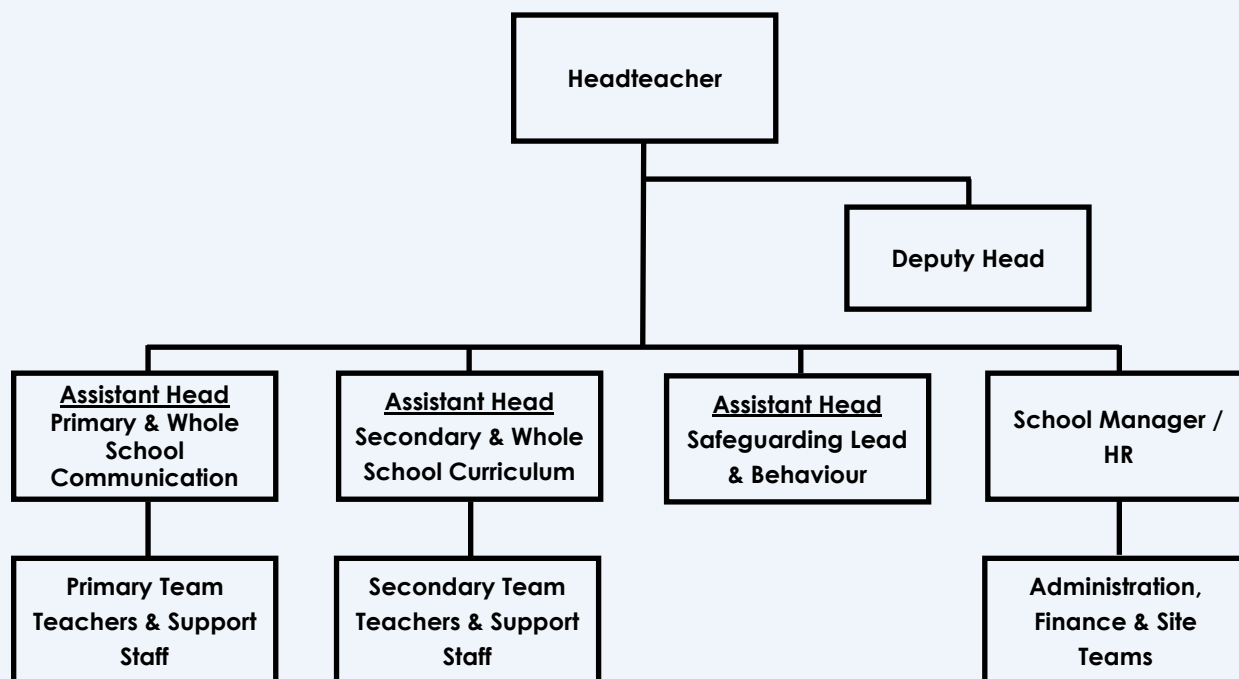 Headteacher
Deputy Head
Assistant Head
Primary & Whole
School
Communication
Assistant Head
Secondary & Whole
School Curriculum
Assistant Head
Safeguarding Lead
& Behaviour
School Manager /
HR
Primary Team
Teachers & Support
Staff
Secondary Team
Teachers & Support
Staff
Administration,
Finance & Site
Teams